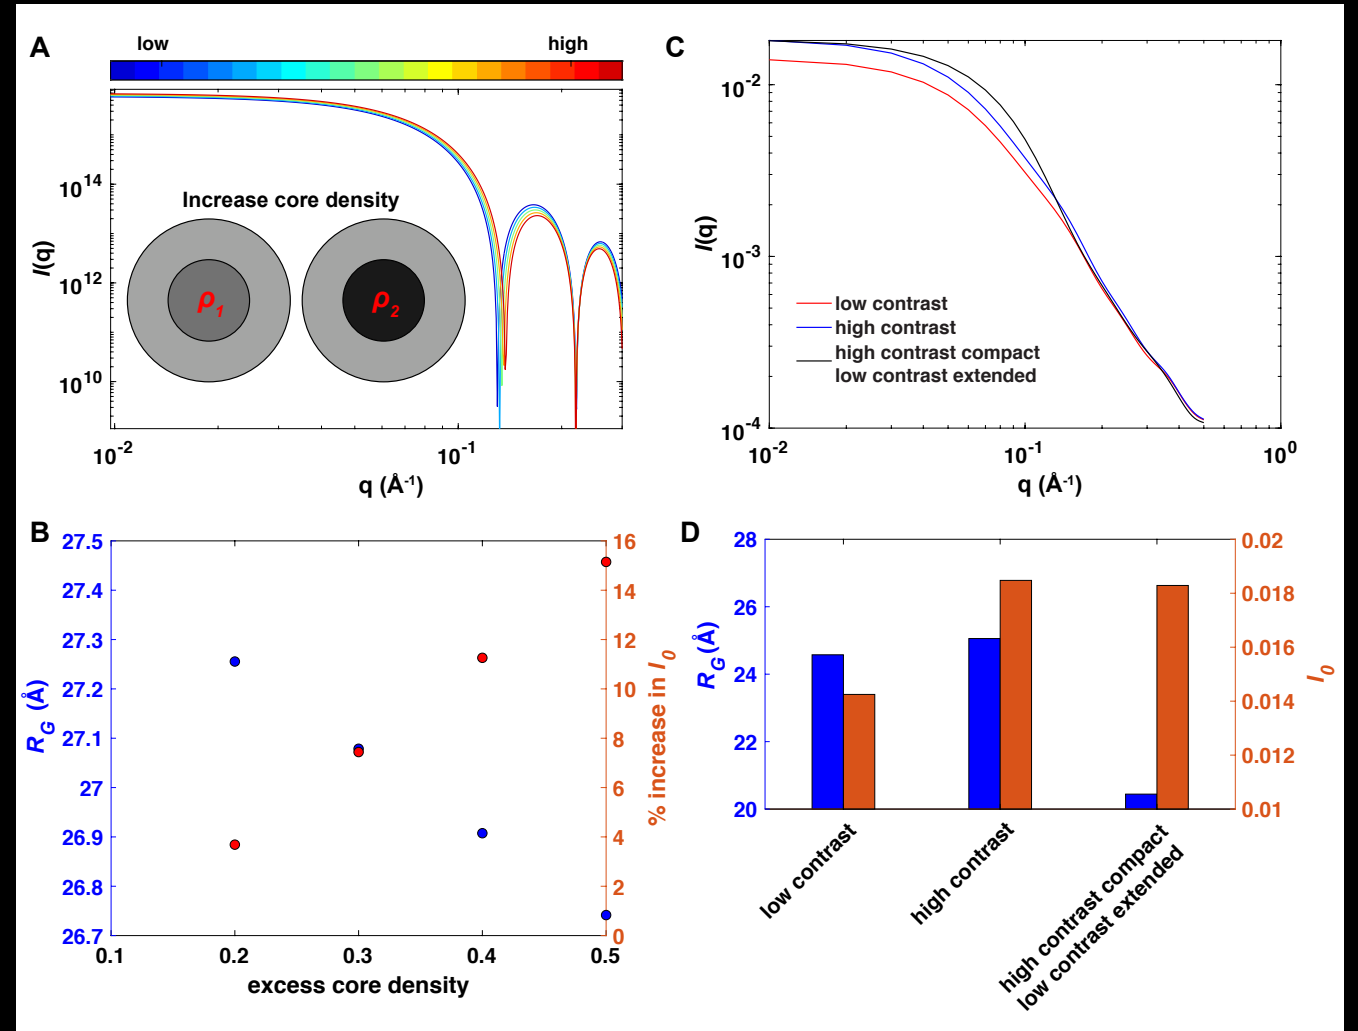 A
low
high
I(q)
10^14
10^12
10^10
Increase core density
ρ1
ρ2
10^-2
10^-1
q (Å^-1)
C
I(q)
10^-2
10^-3
10^-4
low contrast
high contrast
high contrast compact
low contrast extended
10^-2
10^-1
10^0
q (Å^-1)
B
R_G (Å)
27.5
27.4
27.3
27.2
27.1
27
26.9
26.8
26.7
16
14
12
10
8
6
4
2
0
% increase in I_0
0.1
0.2
0.3
0.4
0.5
excess core density
D
R_G (Å)
28
26
24
22
20
0.02
0.018
0.016
0.014
0.012
0.01
I_0
low contrast
high contrast
high contrast compact
low contrast extended